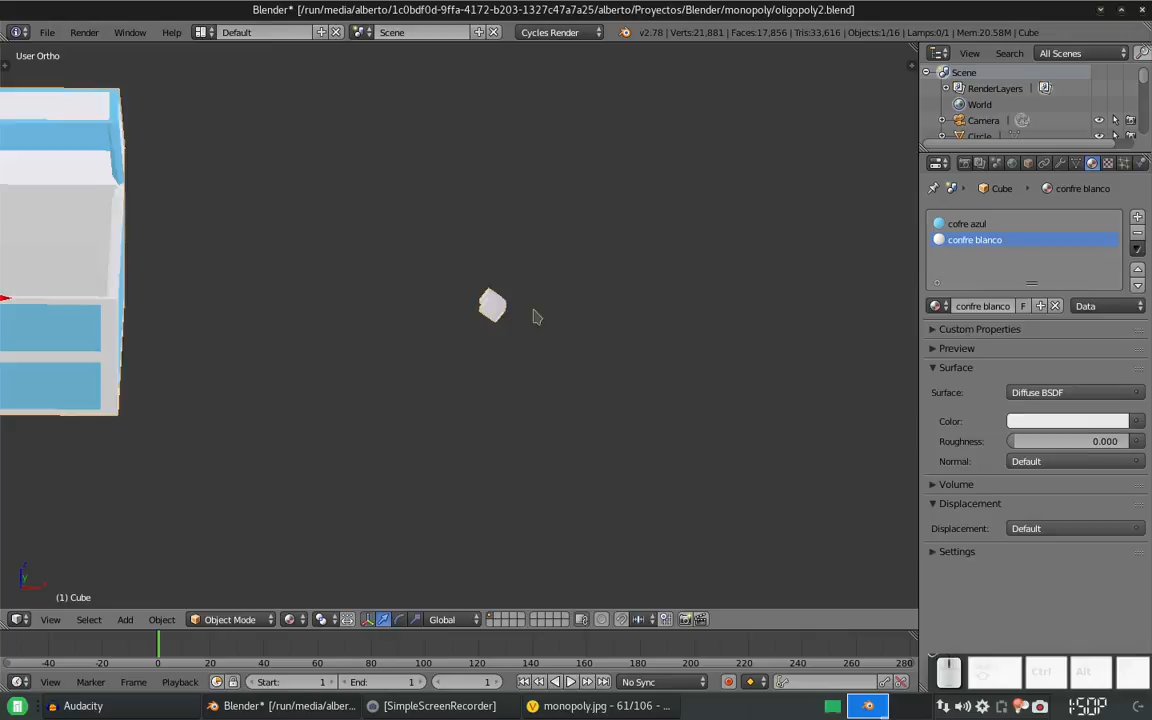 Blender* [/run/media/alberto/1c0bdf0d-9ffa-4172-b203-1327c47a7a25/alberto/Proyectos/Blender/monopoly/oligopoly2.blend]
File Render Window Help Default Scene Cycles Render v2.78 | Verts:21,881 | Faces:17,856 | Tris:33,616 | Objects:1/16 | Lamps:0/1 | Mem:20.58M | Cube
User Ortho
View Search All Scenes
Scene
RenderLayers
World
Camera
Circle
Cube confre blanco
cofre azul
confre blanco
confre blanco F Data
Custom Properties
Preview
Surface
Surface: Diffuse BSDF
Color:
Roughness: 0.000
Normal: Default
Volume
Displacement
Displacement: Default
Settings
z
y
x
(1) Cube
View Select Add Object Object Mode Global
-40 -20 0 20 40 60 80 100 120 140 160 180 200 220 240 260 280
View Marker Frame Playback Start: 1 End: 1 1 No Sync
Ctrl Alt
Audacity Blender* [/run/media/alber... [SimpleScreenRecorder] monopoly.jpg - 61/106 - ... 1:50P